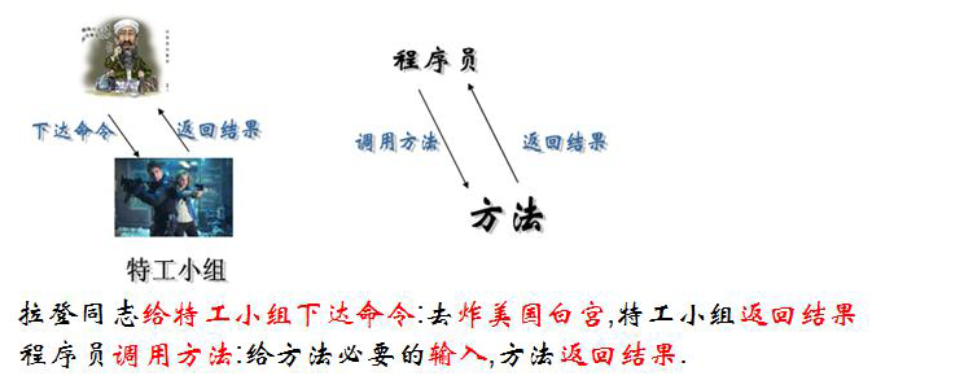 程序员
下达命令 返回结果
调用方法 返回结果
方法
特工小组
拉登同志给特工小组下达命令:去炸美国白宫,特工小组返回结果
程序员调用方法:给方法必要的输入,方法返回结果.